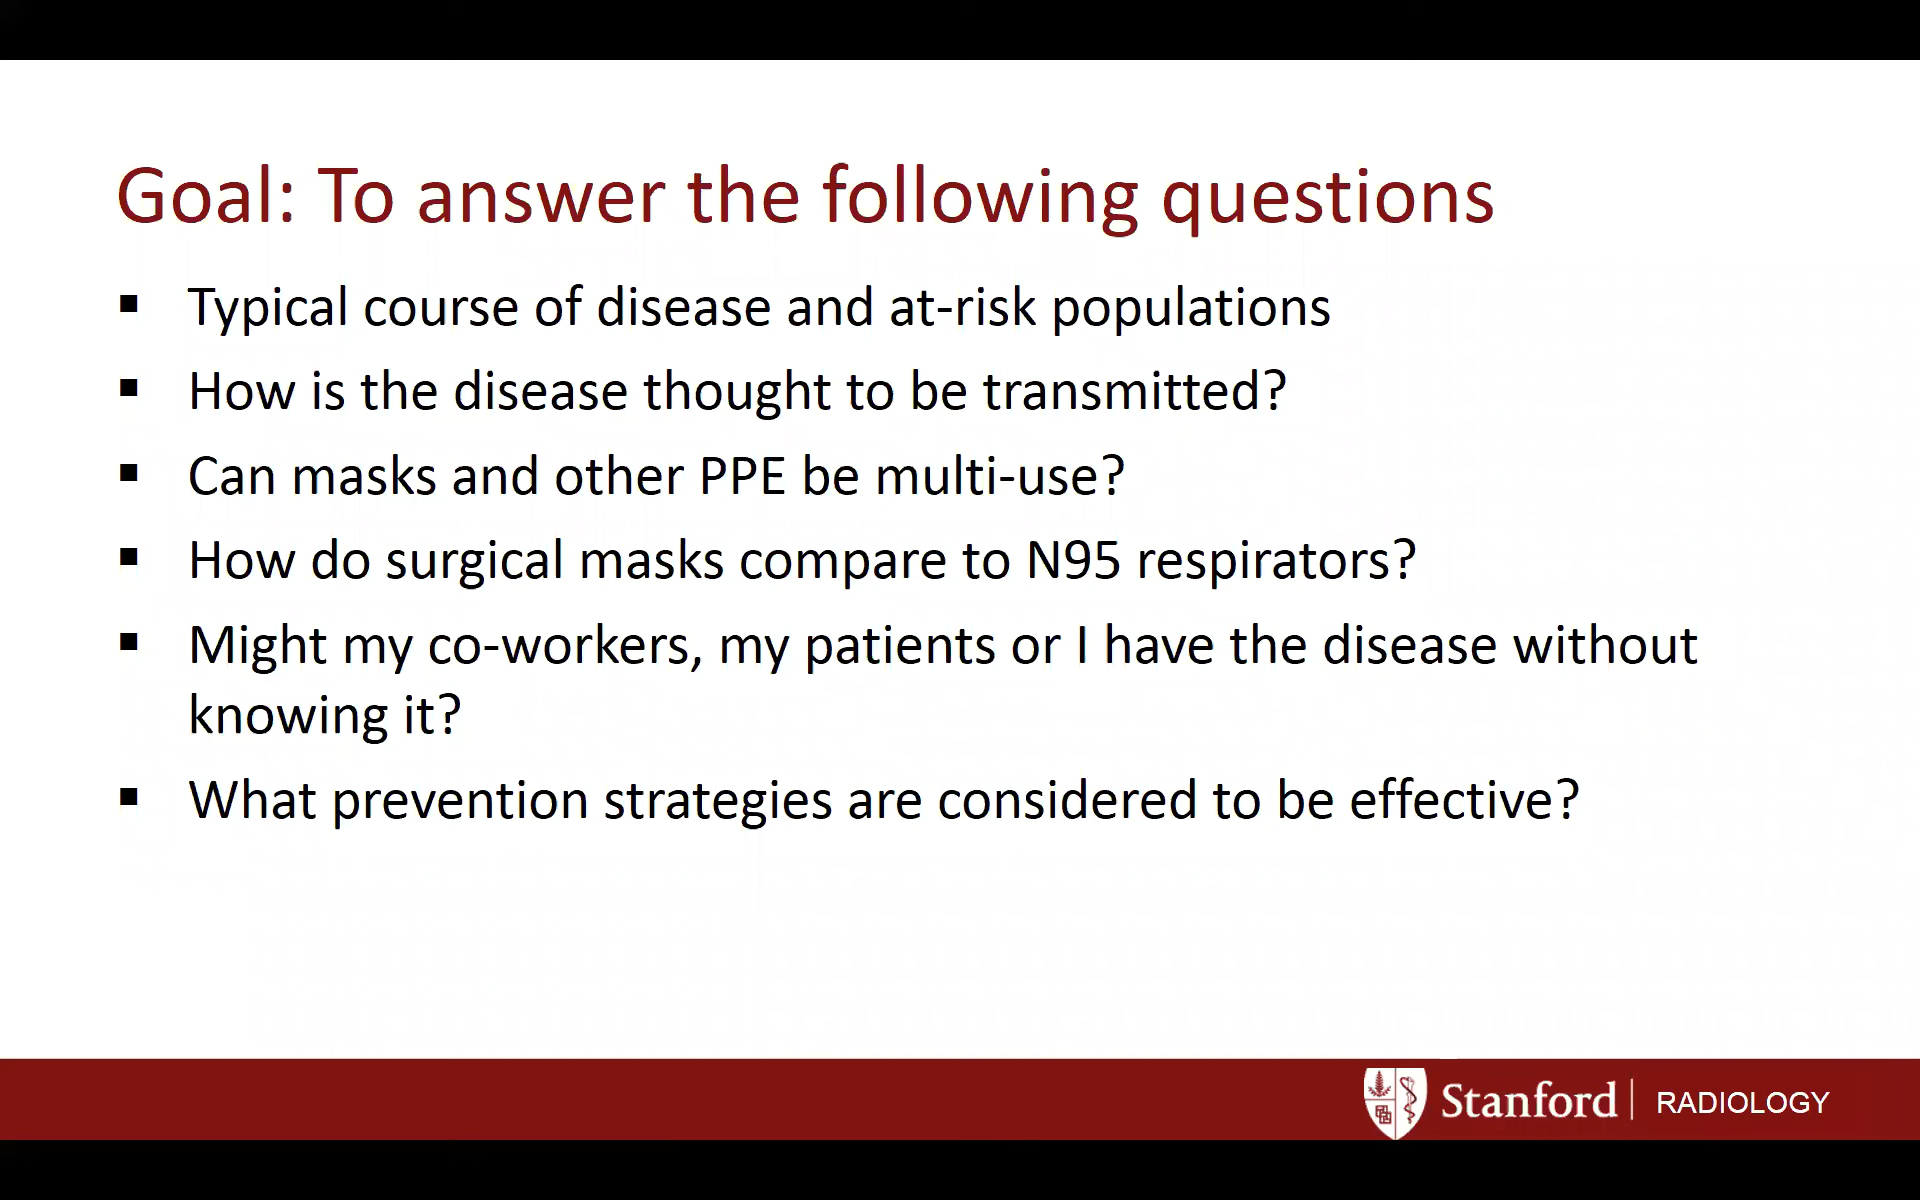 Goal: To answer the following questions
▪ Typical course of disease and at-risk populations
▪ How is the disease thought to be transmitted?
▪ Can masks and other PPE be multi-use?
▪ How do surgical masks compare to N95 respirators?
▪ Might my co-workers, my patients or I have the disease without
knowing it?
▪ What prevention strategies are considered to be effective?
Stanford | RADIOLOGY